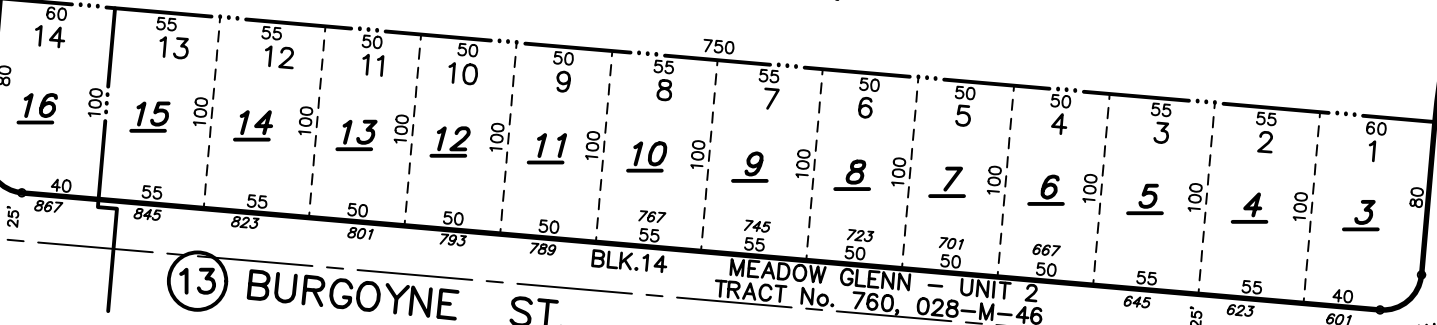 750
60 55 55 50 50 50 55 55 50 50 50 55 55 60
14 13 12 11 10 9 8 7 6 5 4 3 2 1
80 100 100 100 100 100 100 100 100 100 100 100 100 100 80
16 15 14 13 12 11 10 9 8 7 6 5 4 3
40 55 55 50 50 50 55 55 50 50 50 55 55 40
867 845 823 801 793 789 767 745 723 701 667 645 623 601
25' 25'
BLK.14
MEADOW GLENN - UNIT 2
TRACT No. 760, 028-M-46
13 BURGOYNE ST.